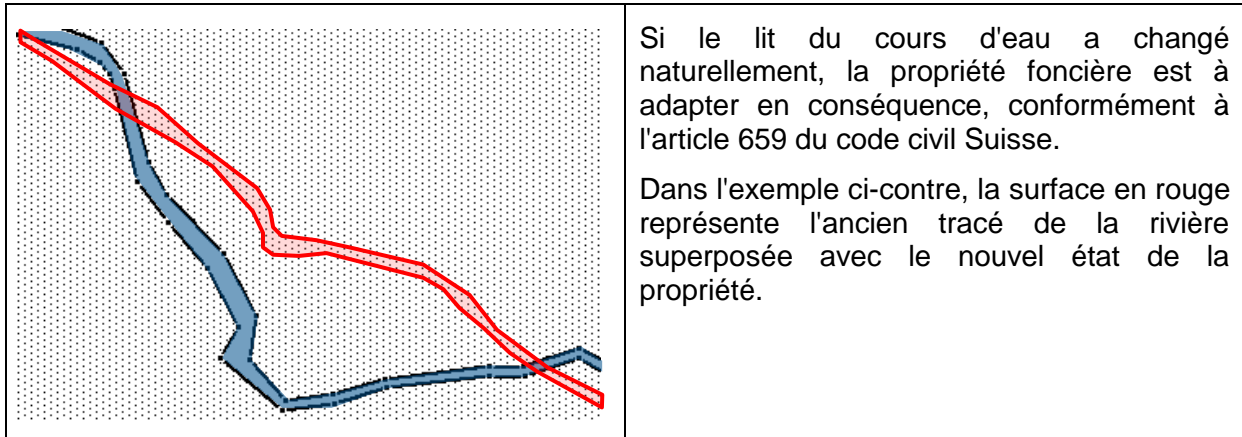 Si le lit du cours d'eau a changé
naturellement, la propriété foncière est à
adapter en conséquence, conformément à
l'article 659 du code civil Suisse.
Dans l'exemple ci-contre, la surface en rouge
représente l'ancien tracé de la rivière
superposée avec le nouvel état de la
propriété.